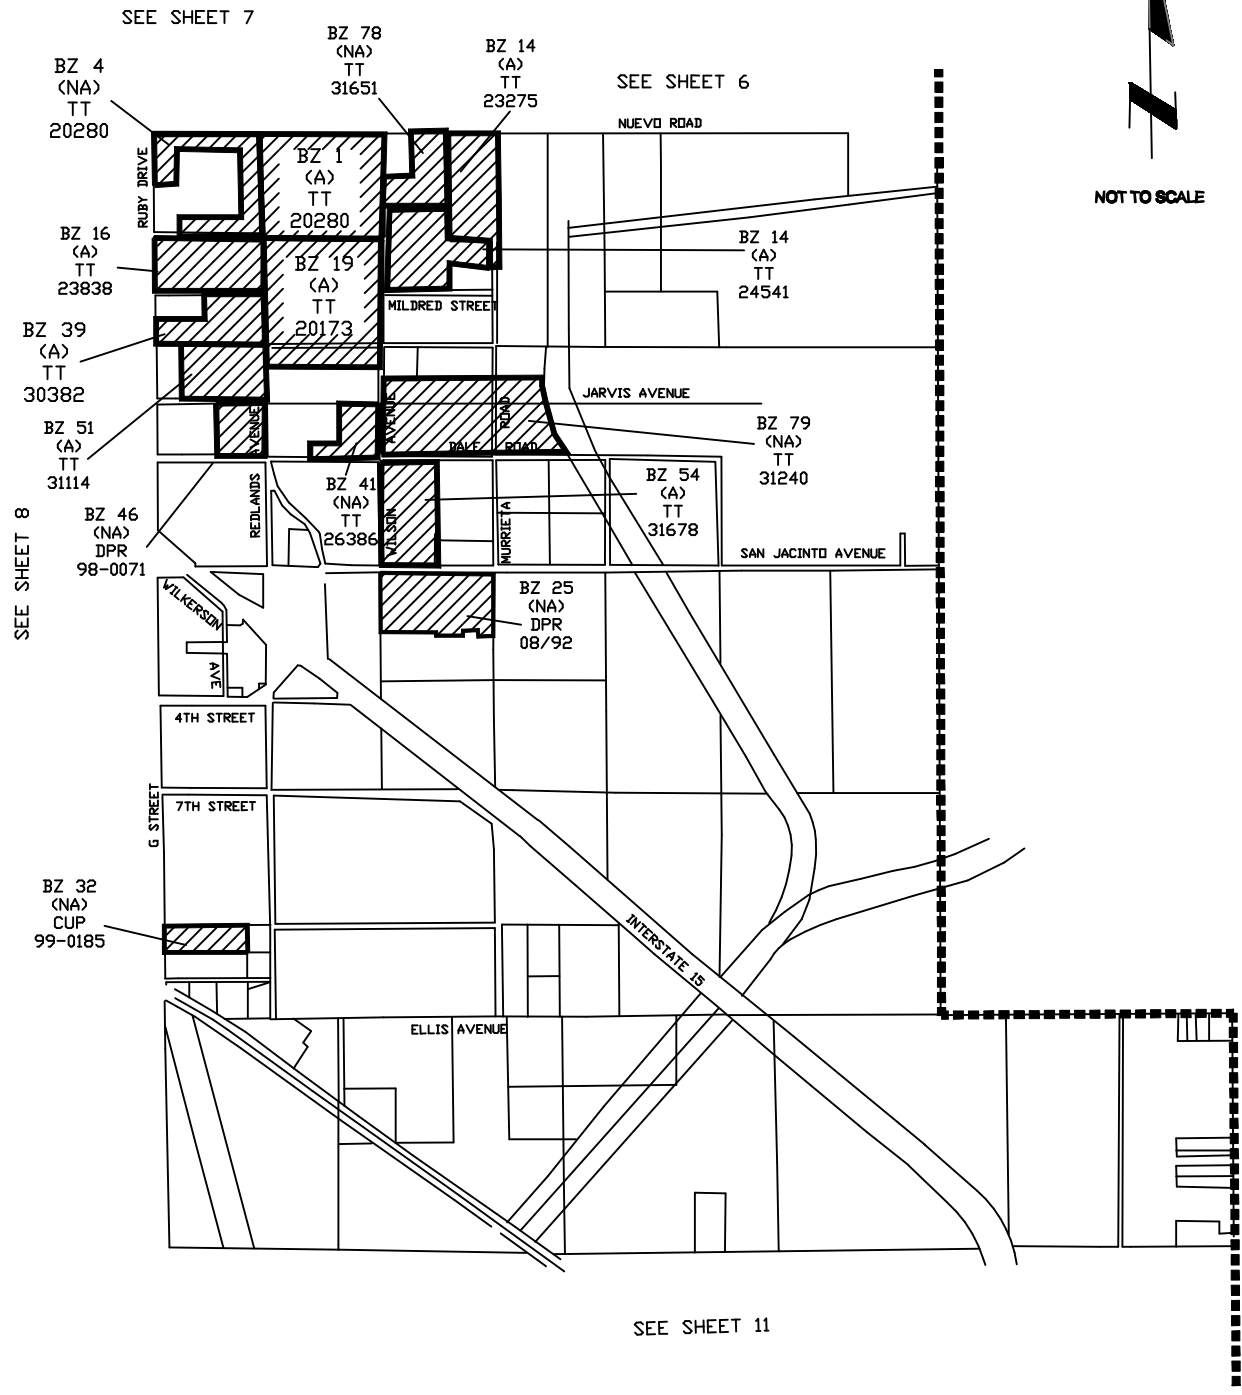 SEE SHEET 7
BZ 78
(NA)
TT
31651
BZ 14
(A)
TT
23275
SEE SHEET 6
BZ 4
(NA)
TT
20280
NUEVO ROAD
RUBY DRIVE
BZ 1
(A)
TT
20280
NOT TO SCALE
BZ 16
(A)
TT
23838
BZ 14
(A)
TT
24541
BZ 19
(A)
TT
20173
MILDRED STREET
BZ 39
(A)
TT
30382
JARVIS AVENUE
AVENUE
AVENUE
ROAD
DALE ROAD
BZ 51
(A)
TT
31114
BZ 79
(NA)
TT
31240
BZ 54
(A)
TT
31678
BZ 41
(NA)
TT
26386
REDLANDS
WILSON
MURRIETA
BZ 46
(NA)
DPR
98-0071
SEE SHEET 8
SAN JACINTO AVENUE
WILKERSON
AVE
BZ 25
(NA)
DPR
08/92
4TH STREET
G STREET
7TH STREET
BZ 32
(NA)
CUP
99-0185
INTERSTATE 15
ELLIS AVENUE
SEE SHEET 11